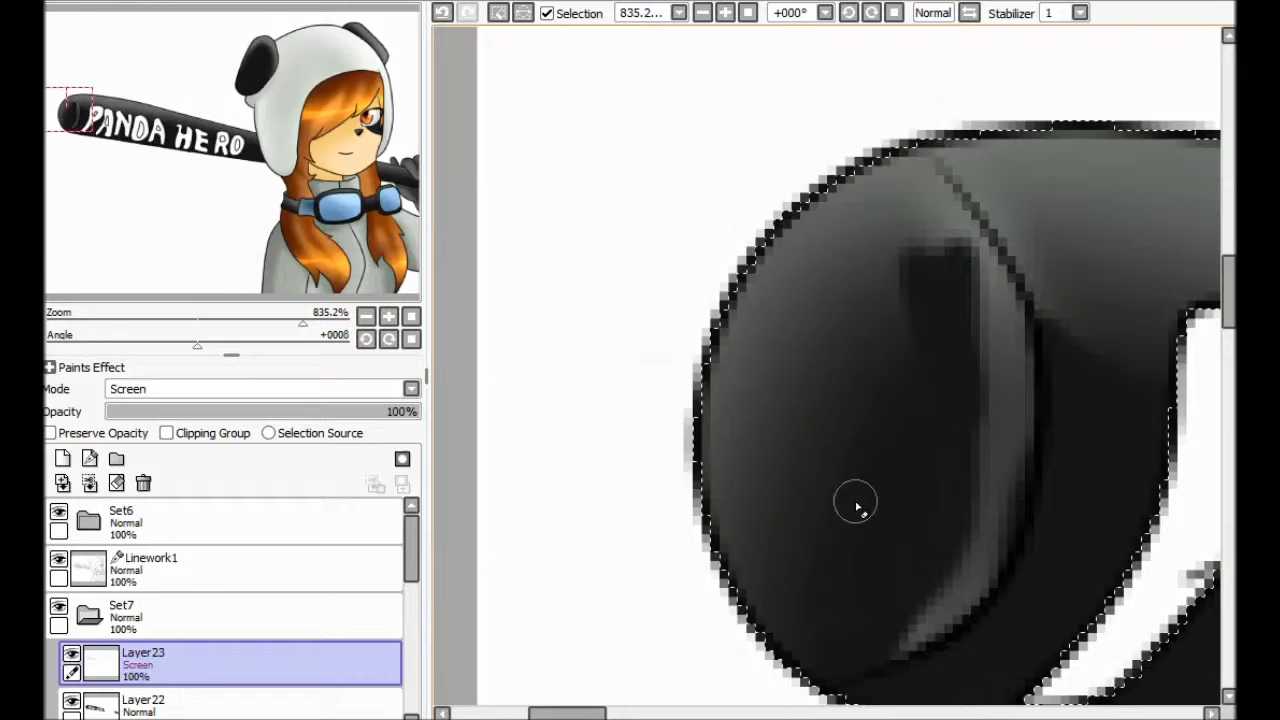 Selection 835.2... +000° Normal Stabilizer 1
PANDA HERO
Zoom 835.2%
Angle +0008
Paints Effect
Mode Screen
Opacity 100%
Preserve Opacity Clipping Group Selection Source
Set6
Normal
100%
Linework1
Normal
100%
Set7
Normal
100%
Layer23
Screen
100%
Layer22
Normal